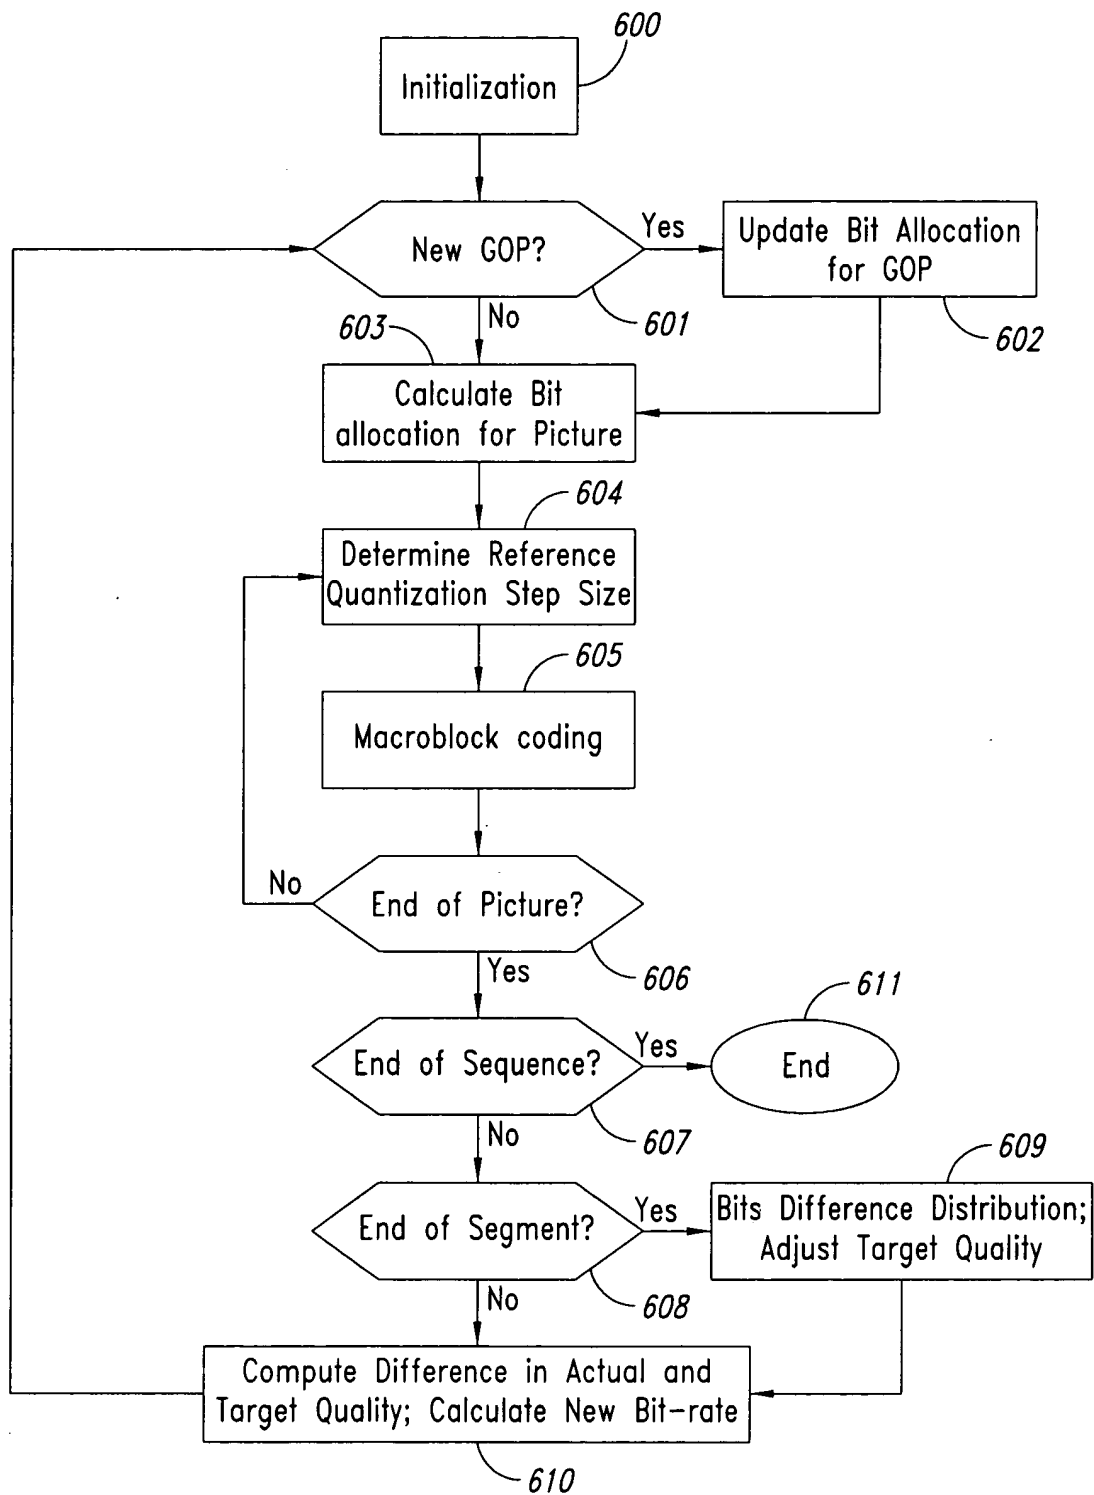 600
Initialization
New GOP?
Yes
Update Bit Allocation
for GOP
No
601
602
603
Calculate Bit
allocation for Picture
604
Determine Reference
Quantization Step Size
605
Macroblock coding
No
End of Picture?
606
Yes
611
End of Sequence?
Yes
End
607
No
609
End of Segment?
Yes
Bits Difference Distribution;
Adjust Target Quality
608
No
Compute Difference in Actual and
Target Quality; Calculate New Bit-rate
610